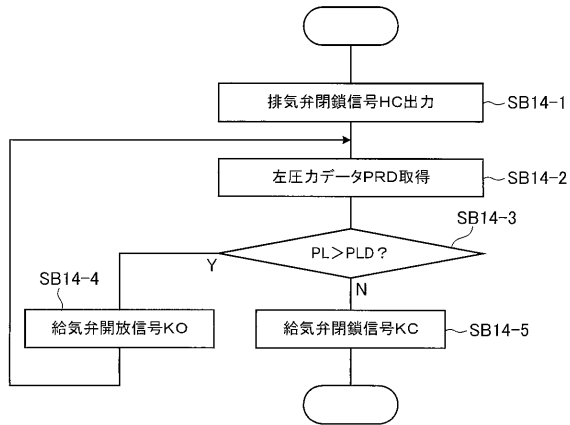 排気弁閉鎖信号HC出力
SB14-1
左圧力データPRD取得
SB14-2
SB14-3
PL>PLD?
Y
N
SB14-4
給気弁開放信号KO
給気弁閉鎖信号KC
SB14-5